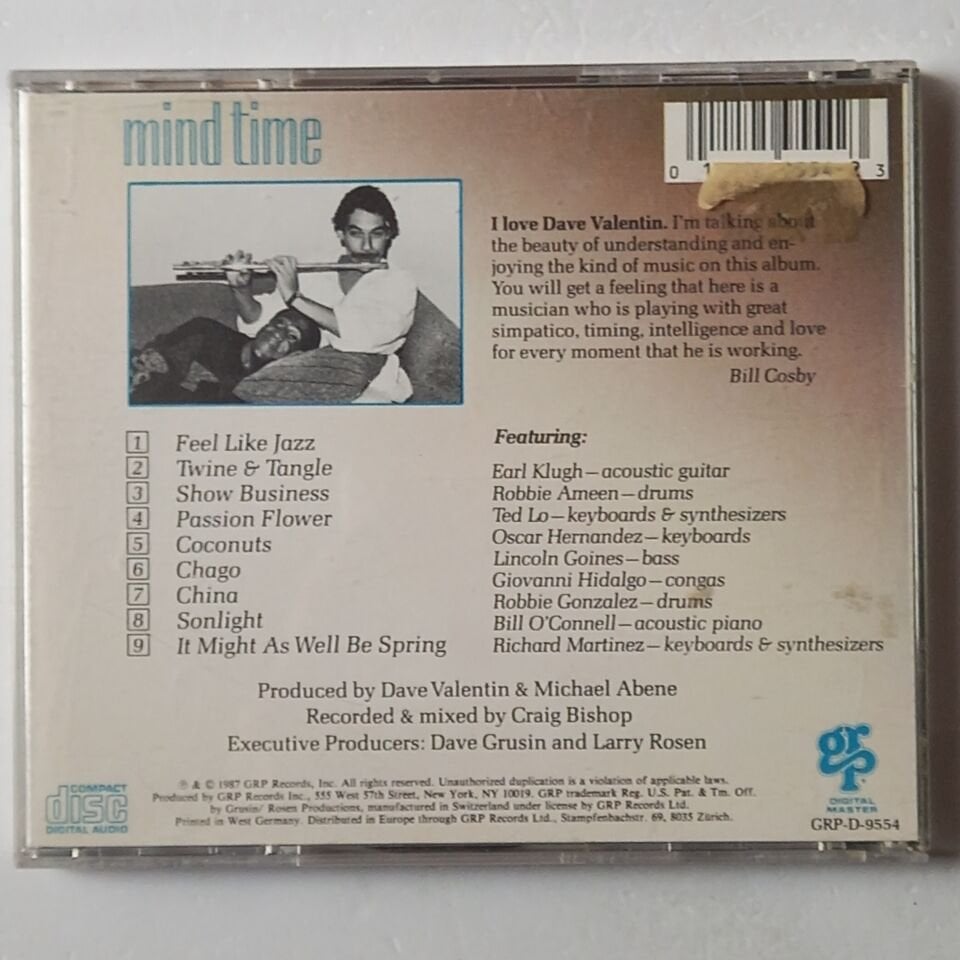 mind time
I love Dave Valentin. I'm talking about
the beauty of understanding and en-
joying the kind of music on this album.
You will get a feeling that here is a
musician who is playing with great
simpatico, timing, intelligence and love
for every moment that he is working.
Bill Cosby
1 Feel Like Jazz
2 Twine & Tangle
3 Show Business
4 Passion Flower
5 Coconuts
6 Chago
7 China
8 Sonlight
9 It Might As Well Be Spring
Featuring:
Earl Klugh—acoustic guitar
Robbie Ameen—drums
Ted Lo—keyboards & synthesizers
Oscar Hernandez—keyboards
Lincoln Goines—bass
Giovanni Hidalgo—congas
Robbie Gonzalez—drums
Bill O'Connell—acoustic piano
Richard Martinez—keyboards & synthesizers
Produced by Dave Valentin & Michael Abene
Recorded & mixed by Craig Bishop
Executive Producers: Dave Grusin and Larry Rosen
℗ & © 1987 GRP Records, Inc. All rights reserved. Unauthorized duplication is a violation of applicable laws.
Produced by GRP Records Inc., 555 West 57th Street, New York, NY 10019. GRP trademark Reg. U.S. Pat. & Tm. Off.
by Grusin/ Rosen Productions, manufactured in Switzerland under license by GRP Records Ltd.
Printed in West Germany. Distributed in Europe through GRP Records Ltd., Stampfenbachstr. 69, 8035 Zürich.
COMPACT
disc
DIGITAL AUDIO
grp
DIGITAL
MASTER
GRP-D-9554